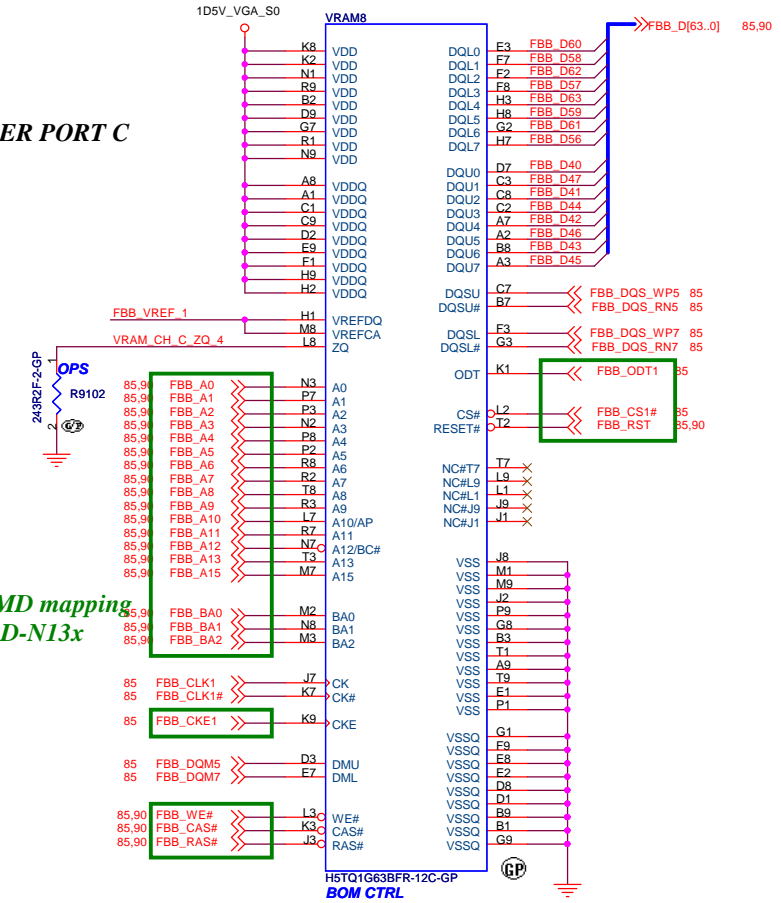 1D5V_VGA_S0
VRAM8
FBB_D[63..0] 85,90
ER PORT C
K8 VDD DQL0 E3 FBB_D60
K2 VDD DQL1 F7 FBB_D58
N1 VDD DQL2 F2 FBB_D62
R9 VDD DQL3 F8 FBB_D57
B2 VDD DQL4 H3 FBB_D63
D9 VDD DQL5 H8 FBB_D59
G7 VDD DQL6 G2 FBB_D61
R1 VDD DQL7 H7 FBB_D56
N9 VDD
A8 VDDQ DQU0 D7 FBB_D40
A1 VDDQ DQU1 C3 FBB_D47
C1 VDDQ DQU2 C8 FBB_D41
C9 VDDQ DQU3 C2 FBB_D44
D2 VDDQ DQU4 A7 FBB_D42
E9 VDDQ DQU5 A2 FBB_D46
F1 VDDQ DQU6 B8 FBB_D43
H9 VDDQ DQU7 A3 FBB_D45
H2 VDDQ
DQSU C7 FBB_DQS_WP5 85
DQSU# B7 FBB_DQS_RN5 85
FBB_VREF_1 H1 VREFDQ
M8 VREFCA
DQSL F3 FBB_DQS_WP7 85
DQSL# G3 FBB_DQS_RN7 85
VRAM_CH_C_ZQ_4 L8 ZQ
ODT K1 FBB_ODT1 85
243R2F-2-GP
1
OPS
R9102
2
G/P
85,90 FBB_A0 N3 A0
85,90 FBB_A1 P7 A1
85,90 FBB_A2 P3 A2
85,90 FBB_A3 N2 A3
85,90 FBB_A4 P8 A4
85,90 FBB_A5 P2 A5
85,90 FBB_A6 R8 A6
85,90 FBB_A7 R2 A7
85,90 FBB_A8 T8 A8
85,90 FBB_A9 R3 A9
85,90 FBB_A10 L7 A10/AP
85,90 FBB_A11 R7 A11
85,90 FBB_A12 N7 A12/BC#
85,90 FBB_A13 T3 A13
85,90 FBB_A15 M7 A15
CS# L2 FBB_CS1# 85
RESET# T2 FBB_RST 85,90
NC#T7 T7
NC#L9 L9
NC#L1 L1
NC#J9 J9
NC#J1 J1
MD mapping
D-N13x
85,90 FBB_BA0 M2 BA0
85,90 FBB_BA1 N8 BA1
85,90 FBB_BA2 M3 BA2
VSS J8
VSS M1
VSS M9
VSS J2
VSS P9
VSS G8
VSS B3
VSS T1
VSS A9
VSS T9
VSS E1
VSS P1
85 FBB_CLK1 J7 CK
85 FBB_CLK1# K7 CK#
85 FBB_CKE1 K9 CKE
85 FBB_DQM5 D3 DMU
85 FBB_DQM7 E7 DML
VSSQ G1
VSSQ F9
VSSQ E8
VSSQ E2
VSSQ D8
VSSQ D1
VSSQ B9
VSSQ B1
VSSQ G9
85,90 FBB_WE# L3 WE#
85,90 FBB_CAS# K3 CAS#
85,90 FBB_RAS# J3 RAS#
H5TQ1G63BFR-12C-GP
BOM CTRL
GP